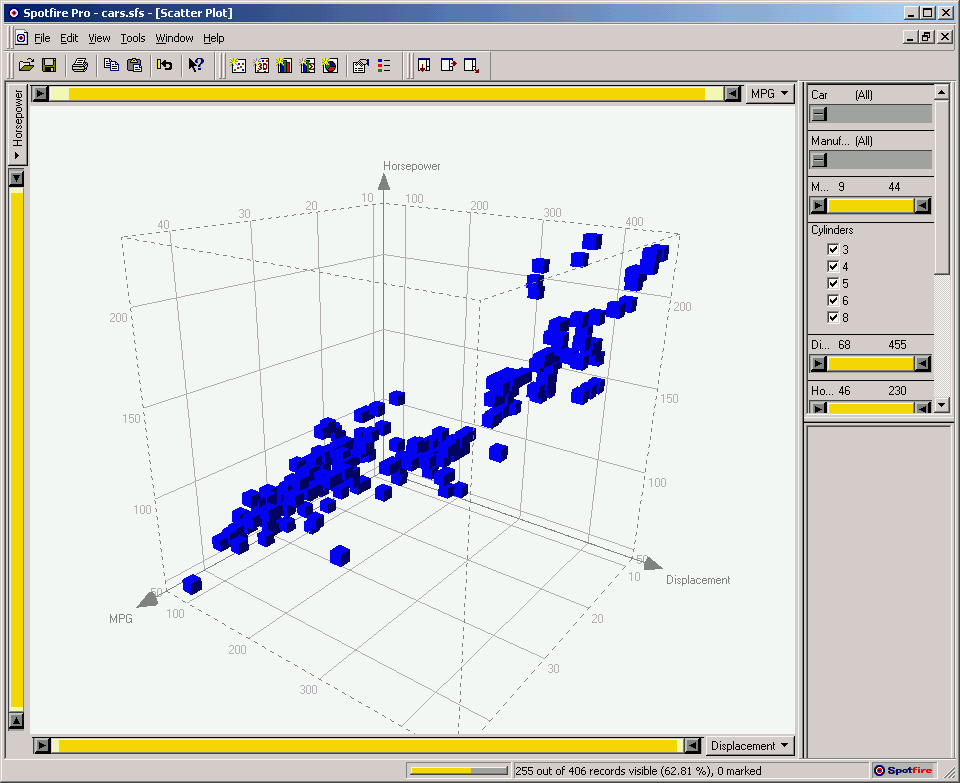 Spotfire Pro - cars.sfs - [Scatter Plot]
File Edit View Tools Window Help
30
Horsepower
MPG
Car (All)
Manuf... (All)
M... 9 44
Cylinders
3
4
5
6
8
Di... 68 455
Ho... 46 230
Horsepower
40 30 20 10 100 200 300 400
200 200
150 150
100 100
50 50
MPG
Displacement
100 200 300
10 20 30
Displacement
255 out of 406 records visible (62.81 %), 0 marked
Spotfire